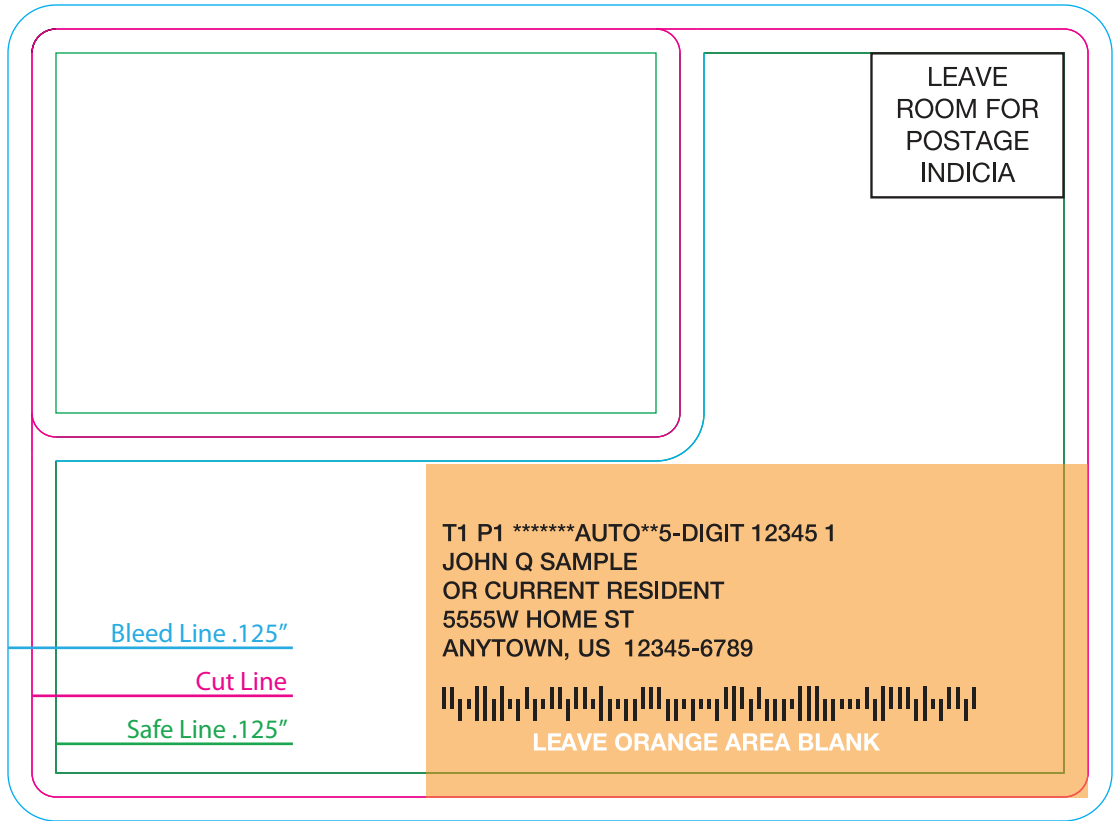 LEAVE
ROOM FOR
POSTAGE
INDICIA
T1 P1 *******AUTO**5-DIGIT 12345 1
JOHN Q SAMPLE
OR CURRENT RESIDENT
5555W HOME ST
ANYTOWN, US  12345-6789
LEAVE ORANGE AREA BLANK
Bleed Line .125”
Cut Line
Safe Line .125”